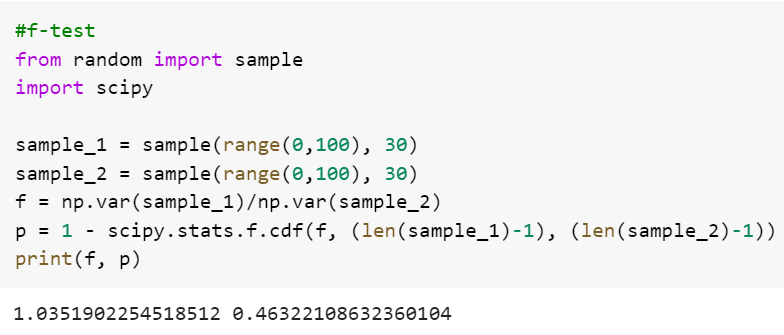 #f-test
from random import sample
import scipy
sample_1 = sample(range(0,100), 30)
sample_2 = sample(range(0,100), 30)
f = np.var(sample_1)/np.var(sample_2)
p = 1 - scipy.stats.f.cdf(f, (len(sample_1)-1), (len(sample_2)-1))
print(f, p)
1.0351902254518512 0.46322108632360104